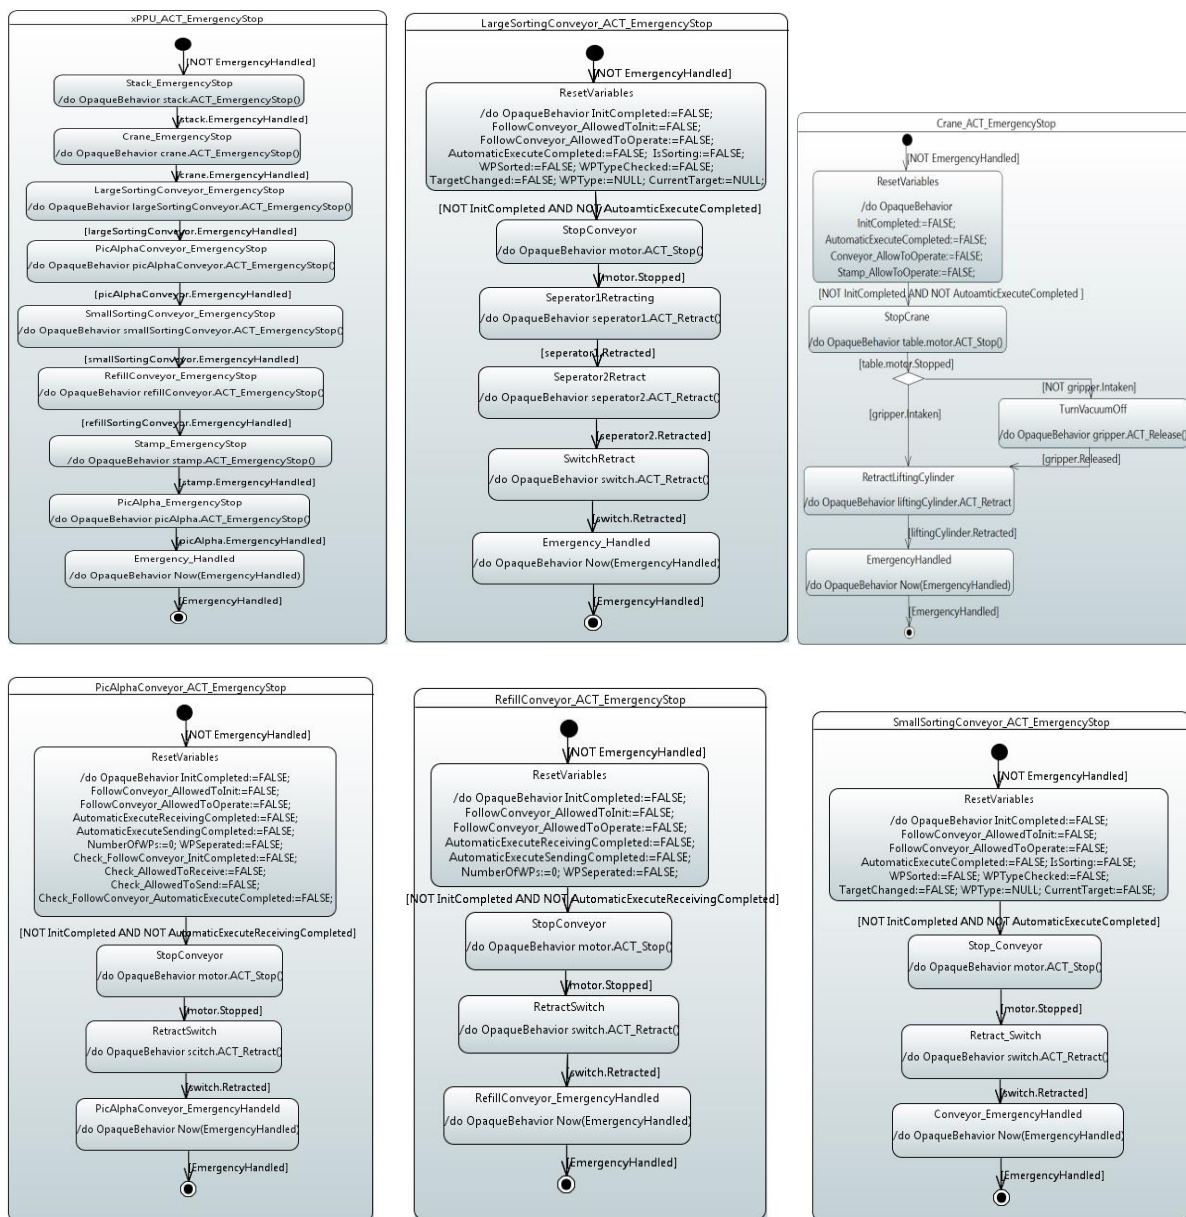 xPPU_ACT_EmergencyStop
[NOT EmergencyHandled]
Stack_EmergencyStop
/do OpaqueBehavior stack.ACT_EmergencyStop()
[stack.EmergencyHandled]
Crane_EmergencyStop
/do OpaqueBehavior crane.ACT_EmergencyStop()
[crane.EmergencyHandled]
LargeSortingConveyor_EmergencyStop
/do OpaqueBehavior largeSortingConveyor.ACT_EmergencyStop()
[largeSortingConveyor.EmergencyHandled]
PicAlphaConveyor_EmergencyStop
/do OpaqueBehavior picAlphaConveyor.ACT_EmergencyStop()
[picAlphaConveyor.EmergencyHandled]
SmallSortingConveyor_EmergencyStop
/do OpaqueBehavior smallSortingConveyor.ACT_EmergencyStop()
[smallSortingConveyor.EmergencyHandled]
RefillConveyor_EmergencyStop
/do OpaqueBehavior refillConveyor.ACT_EmergencyStop()
[refillSortingConveyor.EmergencyHandled]
Stamp_EmergencyStop
/do OpaqueBehavior stamp.ACT_EmergencyStop()
[stamp.EmergencyHandled]
PicAlpha_EmergencyStop
/do OpaqueBehavior picAlpha.ACT_EmergencyStop()
[picAlpha.EmergencyHandled]
Emergency_Handled
/do OpaqueBehavior Now(EmergencyHandled)
[EmergencyHandled]
LargeSortingConveyor_ACT_EmergencyStop
[NOT EmergencyHandled]
ResetVariables
/do OpaqueBehavior InitCompleted:=FALSE;
FollowConveyor_AllowedToInit:=FALSE;
FollowConveyor_AllowedToOperate:=FALSE;
AutomaticExecuteCompleted:=FALSE; IsSorting:=FALSE;
WPSorted:=FALSE; WPTypeChecked:=FALSE;
TargetChanged:=FALSE; WPType:=NULL; CurrentTarget:=NULL;
[NOT InitCompleted AND NOT AutoamticExecuteCompleted]
StopConveyor
/do OpaqueBehavior motor.ACT_Stop()
[motor.Stopped]
Seperator1Retracting
/do OpaqueBehavior seperator1.ACT_Retract()
[seperator1.Retracted]
Seperator2Retract
/do OpaqueBehavior seperator2.ACT_Retract()
[seperator2.Retracted]
SwitchRetract
/do OpaqueBehavior switch.ACT_Retract()
[switch.Retracted]
Emergency_Handled
/do OpaqueBehavior Now(EmergencyHandled)
[EmergencyHandled]
Crane_ACT_EmergencyStop
[NOT EmergencyHandled]
ResetVariables
/do OpaqueBehavior
InitCompleted:=FALSE;
AutomaticExecuteCompleted:=FALSE;
Conveyor_AllowToOperate:=FALSE;
Stamp_AllowToOperate:=FALSE;
[NOT InitCompleted AND NOT AutoamticExecuteCompleted ]
StopCrane
/do OpaqueBehavior table.motor.ACT_Stop()
[table.motor.Stopped]
[NOT gripper.Intaken]
[gripper.Intaken]
TurnVacuumOff
/do OpaqueBehavior gripper.ACT_Release()
[gripper.Released]
RetractLiftingCylinder
/do OpaqueBehavior liftingCylinder.ACT_Retract
[liftingCylinder.Retracted]
EmergencyHandled
/do OpaqueBehavior Now(EmergencyHandled)
[EmergencyHandled]
PicAlphaConveyor_ACT_EmergencyStop
[NOT EmergencyHandled]
ResetVariables
/do OpaqueBehavior InitCompleted:=FALSE;
FollowConveyor_AllowedToInit:=FALSE;
FollowConveyor_AllowedToOperate:=FALSE;
AutomaticExecuteReceivingCompleted:=FALSE;
AutomaticExecuteSendingCompleted:=FALSE;
NumberOfWPs:=0; WPSeperated:=FALSE;
Check_FollowConveyor_InitCompleted:=FALSE;
Check_AllowedToReceive:=FALSE;
Check_AllowedToSend:=FALSE;
Check_FollowConveyor_AutomaticExecuteCompleted:=FALSE;
[NOT InitCompleted AND NOT AutomaticExecuteReceivingCompleted]
StopConveyor
/do OpaqueBehavior motor.ACT_Stop()
[motor.Stopped]
RetractSwitch
/do OpaqueBehavior scitch.ACT_Retract()
[switch.Retracted]
PicAlphaConveyor_EmergencyHandeld
/do OpaqueBehavior Now(EmergencyHandled)
[EmergencyHandled]
RefillConveyor_ACT_EmergencyStop
[NOT EmergencyHandled]
ResetVariables
/do OpaqueBehavior InitCompleted:=FALSE;
FollowConveyor_AllowedToInit:=FALSE;
FollowConveyor_AllowedToOperate:=FALSE;
AutomaticExecuteReceivingCompleted:=FALSE;
AutomaticExecuteSendingCompleted:=FALSE;
NumberOfWPs:=0; WPSeperated:=FALSE;
[NOT InitCompleted AND NOT AutomaticExecuteReceivingCompleted]
StopConveyor
/do OpaqueBehavior motor.ACT_Stop()
[motor.Stopped]
RetractSwitch
/do OpaqueBehavior switch.ACT_Retract()
[switch.Retracted]
RefillConveyor_EmergencyHandled
/do OpaqueBehavior Now(EmergencyHandled)
[EmergencyHandled]
SmallSortingConveyor_ACT_EmergencyStop
[NOT EmergencyHandled]
ResetVariables
/do OpaqueBehavior InitCompleted:=FALSE;
FollowConveyor_AllowedToInit:=FALSE;
FollowConveyor_AllowedToOperate:=FALSE;
AutomaticExecuteCompleted:=FALSE; IsSorting:=FALSE;
WPSorted:=FALSE; WPTypeChecked:=FALSE;
TargetChanged:=FALSE; WPType:=NULL; CurrentTarget:=FALSE;
[NOT InitCompleted AND NOT AutomaticExecuteCompleted]
Stop_Conveyor
/do OpaqueBehavior motor.ACT_Stop()
[motor.Stopped]
Retract_Switch
/do OpaqueBehavior switch.ACT_Retract()
[switch.Retracted]
Conveyor_EmergencyHandled
/do OpaqueBehavior Now(EmergencyHandled)
[EmergencyHandled]